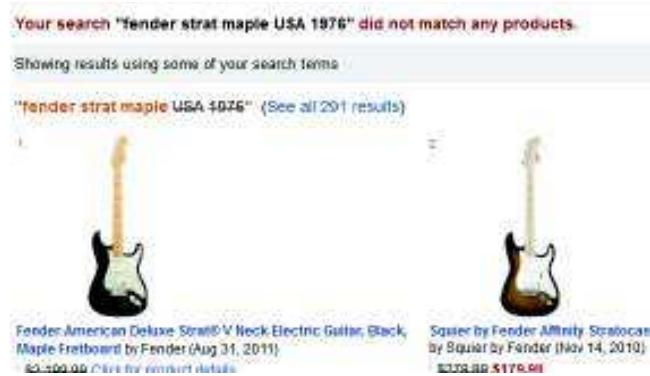 Your search "fender strat maple USA 1976" did not match any products.
Showing results using some of your search terms
"fender strat maple USA 1976" (See all 291 results)
1.
2.
Fender American Deluxe Strat® V Neck Electric Guitar, Black,
Maple Fretboard by Fender (Aug 31, 2011)
Click for product details
Squier by Fender Affinity Stratocas
by Squier by Fender (Nov 14, 2010)
$179.99